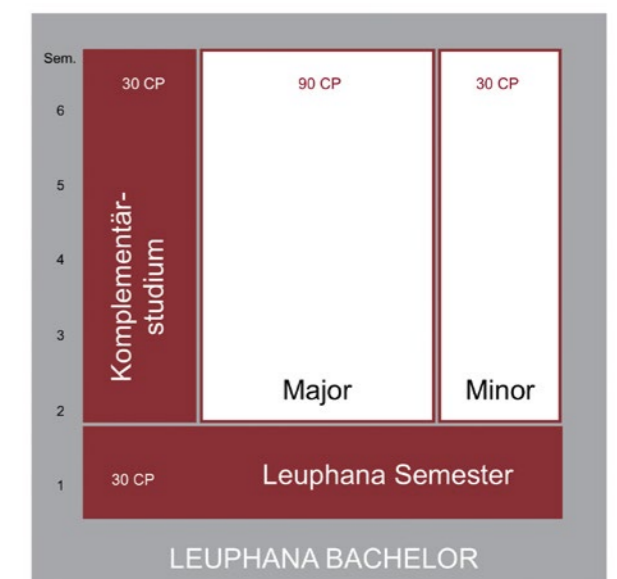 Sem.
30 CP
90 CP
30 CP
6
5
4
3
2
1
Komplementär-
studium
Major
Minor
30 CP
Leuphana Semester
LEUPHANA BACHELOR